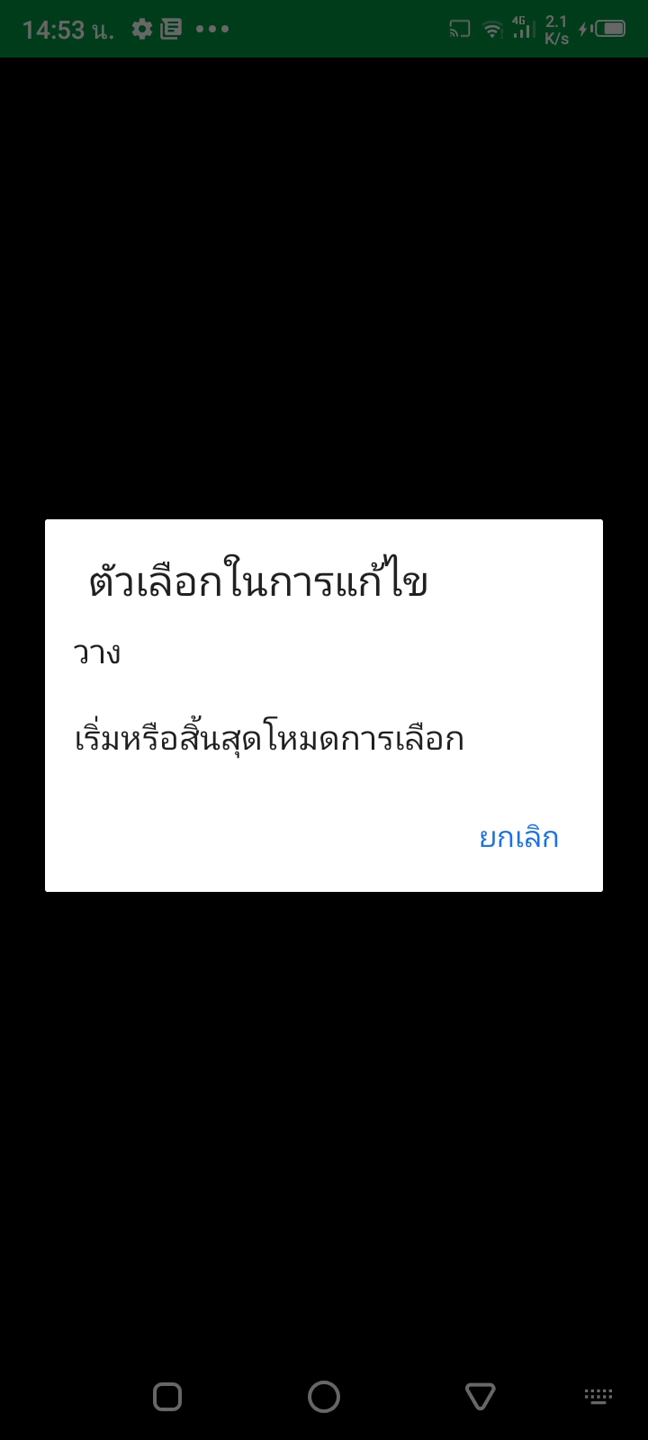 14:53 น.
4G
2.1
K/s
ตัวเลือกในการแก้ไข
วาง
เริ่มหรือสิ้นสุดโหมดการเลือก
ยกเลิก